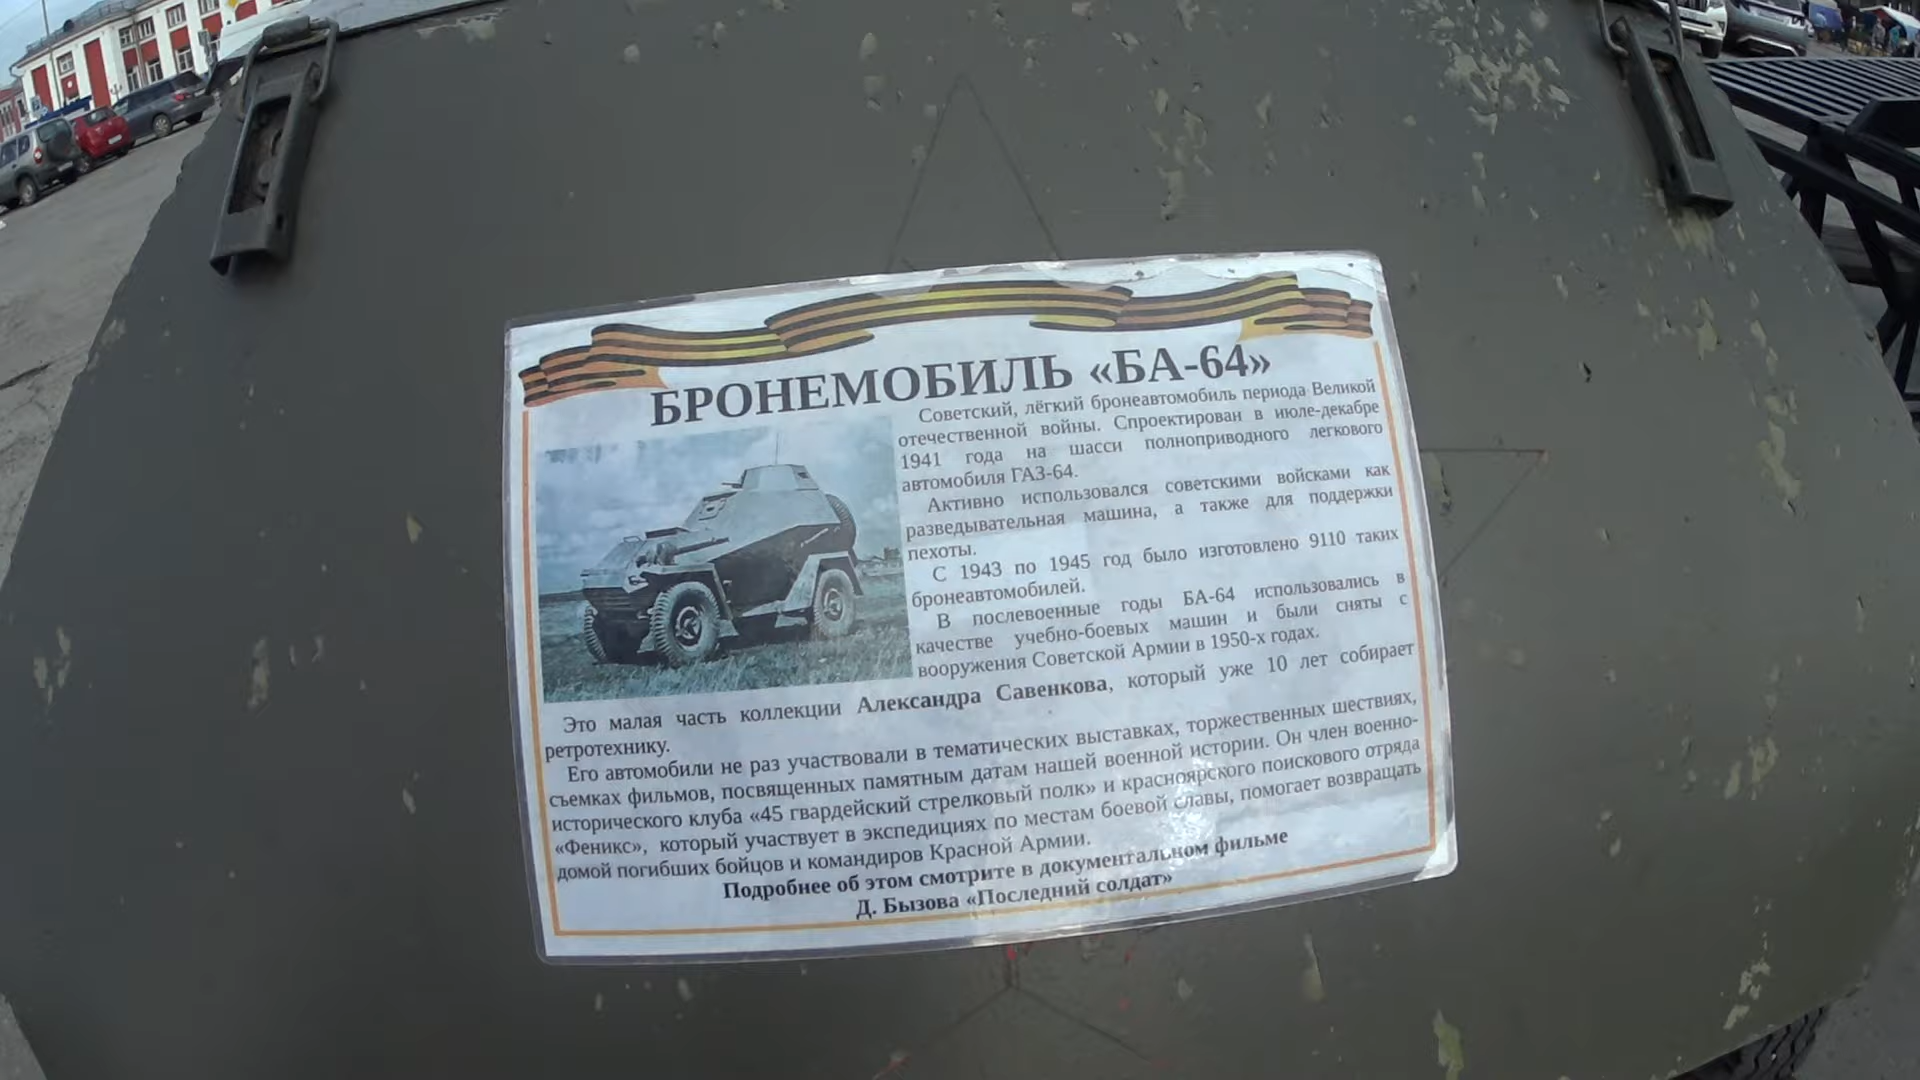 БРОНЕМОБИЛЬ «БА-64»
Советский, лёгкий бронеавтомобиль периода Великой
отечественной войны. Спроектирован в июле-декабре
1941 года на шасси полноприводного легкового
автомобиля ГАЗ-64.
Активно использовался советскими войсками как
разведывательная машина, а также для поддержки
пехоты.
С 1943 по 1945 год было изготовлено 9110 таких
бронеавтомобилей.
В послевоенные годы БА-64 использовались в
качестве учебно-боевых машин и были сняты с
вооружения Советской Армии в 1950-х годах.
Это малая часть коллекции Александра Савенкова, который уже 10 лет собирает
ретротехнику.
Его автомобили не раз участвовали в тематических выставках, торжественных шествиях,
съемках фильмов, посвященных памятным датам нашей военной истории. Он член военно-
исторического клуба «45 гвардейский стрелковый полк» и красноярского поискового отряда
«Феникс», который участвует в экспедициях по местам боевой славы, помогает возвращать
домой погибших бойцов и командиров Красной Армии.
Подробнее об этом смотрите в документальном фильме
Д. Бызова «Последний солдат»